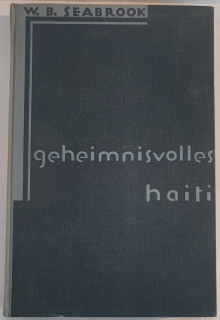 W. B. SEABROOK
geheimnisvolles
haiti